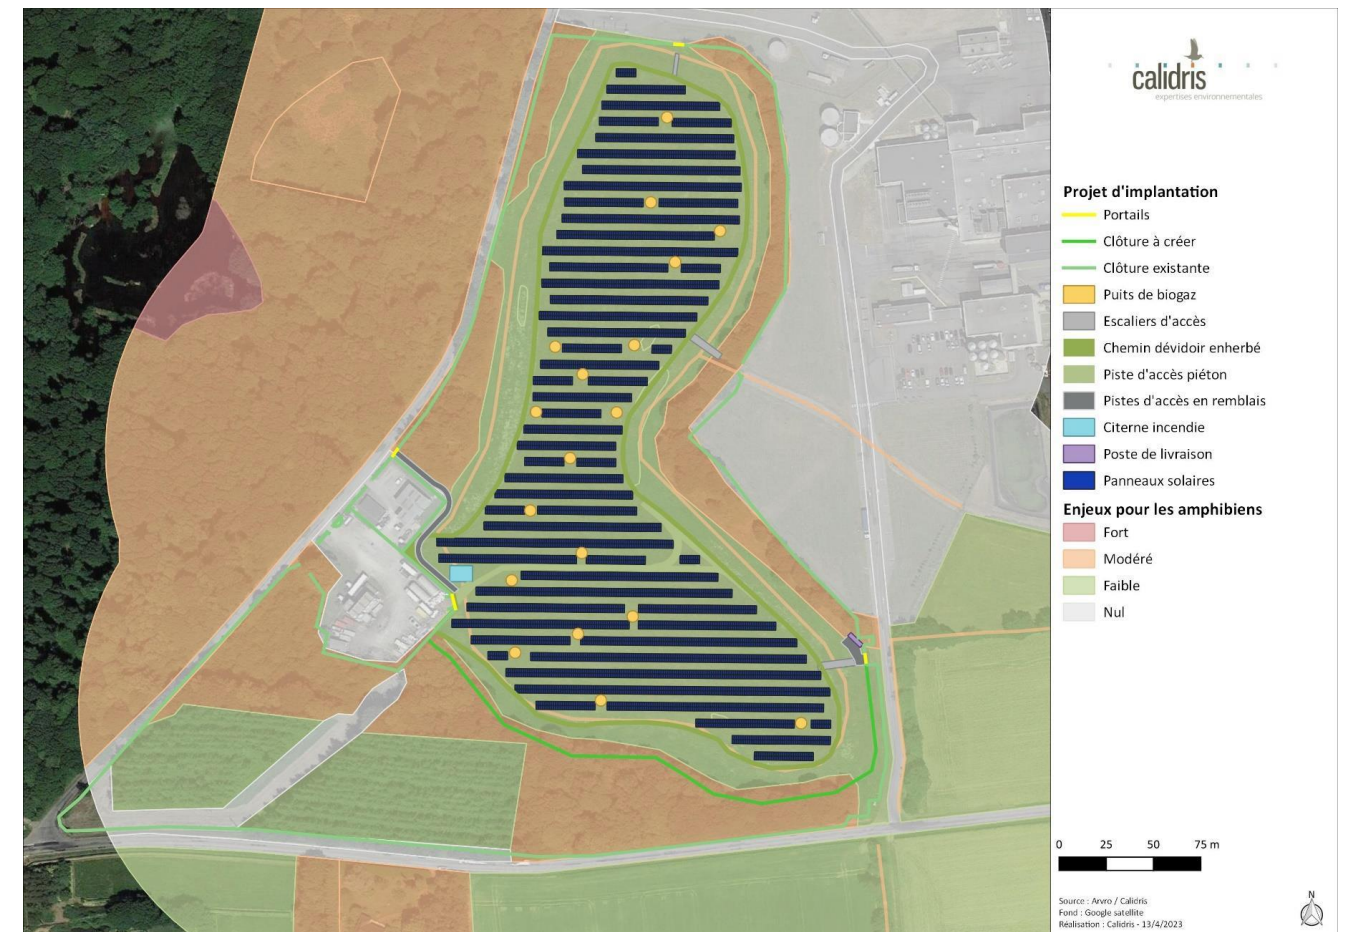 calidris
expertises environnementales
Projet d'implantation
Portails
Clôture à créer
Clôture existante
Puits de biogaz
Escaliers d'accès
Chemin dévidoir enherbé
Piste d'accès piéton
Pistes d'accès en remblais
Citerne incendie
Poste de livraison
Panneaux solaires
Enjeux pour les amphibiens
Fort
Modéré
Faible
Nul
0 25 50 75 m
Source : Arvro / Calidris
Fond : Google satellite
Réalisation : Calidris - 13/4/2023
N